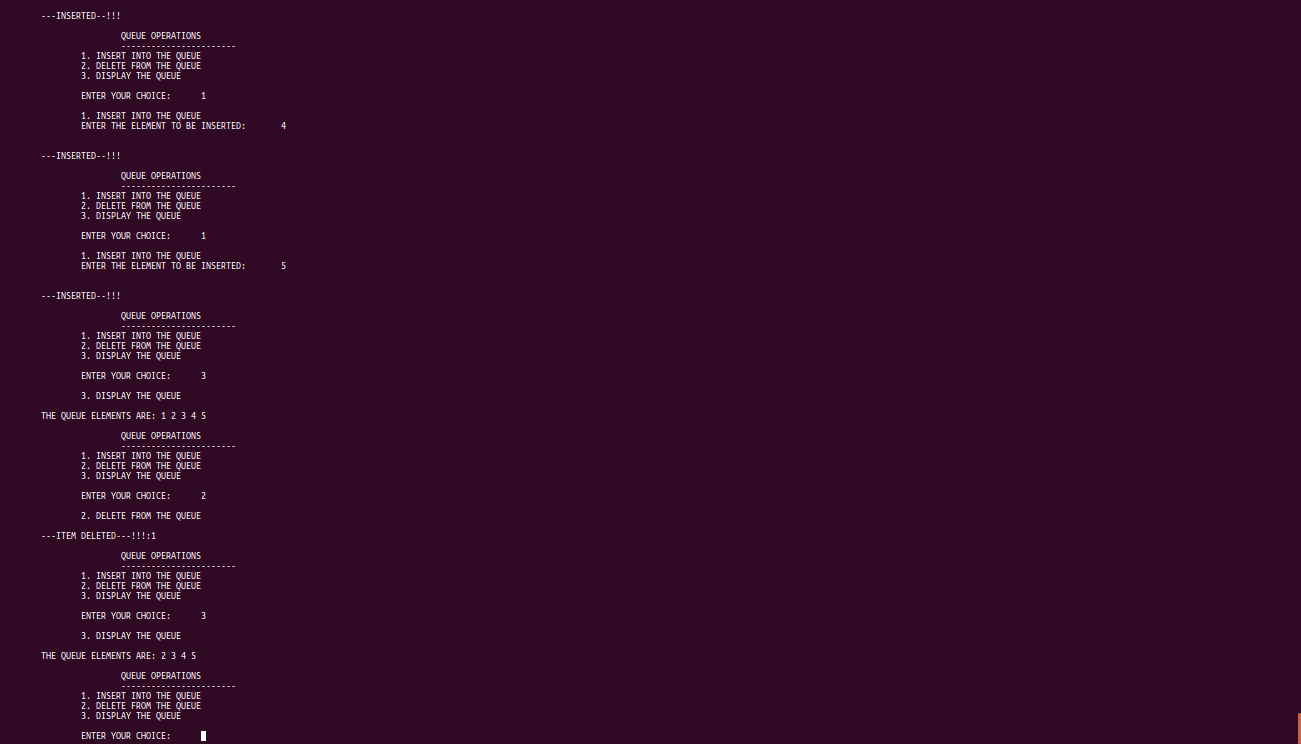 ---INSERTED--!!!
QUEUE OPERATIONS
-----------------------
1. INSERT INTO THE QUEUE
2. DELETE FROM THE QUEUE
3. DISPLAY THE QUEUE
ENTER YOUR CHOICE: 1
1. INSERT INTO THE QUEUE
ENTER THE ELEMENT TO BE INSERTED: 4
---INSERTED--!!!
QUEUE OPERATIONS
-----------------------
1. INSERT INTO THE QUEUE
2. DELETE FROM THE QUEUE
3. DISPLAY THE QUEUE
ENTER YOUR CHOICE: 1
1. INSERT INTO THE QUEUE
ENTER THE ELEMENT TO BE INSERTED: 5
---INSERTED--!!!
QUEUE OPERATIONS
-----------------------
1. INSERT INTO THE QUEUE
2. DELETE FROM THE QUEUE
3. DISPLAY THE QUEUE
ENTER YOUR CHOICE: 3
3. DISPLAY THE QUEUE
THE QUEUE ELEMENTS ARE: 1 2 3 4 5
QUEUE OPERATIONS
-----------------------
1. INSERT INTO THE QUEUE
2. DELETE FROM THE QUEUE
3. DISPLAY THE QUEUE
ENTER YOUR CHOICE: 2
2. DELETE FROM THE QUEUE
---ITEM DELETED---!!!:1
QUEUE OPERATIONS
-----------------------
1. INSERT INTO THE QUEUE
2. DELETE FROM THE QUEUE
3. DISPLAY THE QUEUE
ENTER YOUR CHOICE: 3
3. DISPLAY THE QUEUE
THE QUEUE ELEMENTS ARE: 2 3 4 5
QUEUE OPERATIONS
-----------------------
1. INSERT INTO THE QUEUE
2. DELETE FROM THE QUEUE
3. DISPLAY THE QUEUE
ENTER YOUR CHOICE: